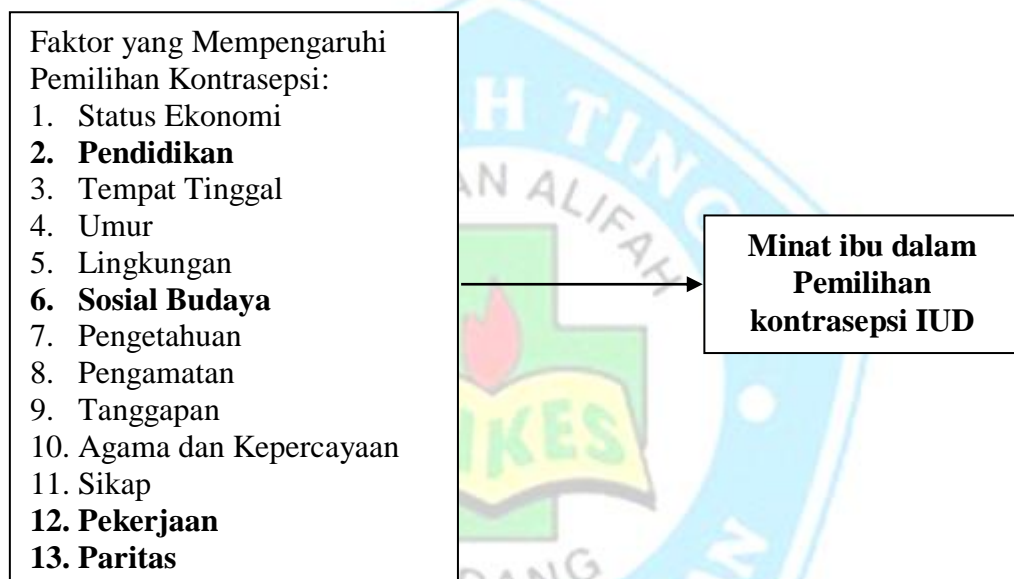 Faktor yang Mempengaruhi
Pemilihan Kontrasepsi:
1. Status Ekonomi
2. Pendidikan
3. Tempat Tinggal
4. Umur
5. Lingkungan
6. Sosial Budaya
7. Pengetahuan
8. Pengamatan
9. Tanggapan
10. Agama dan Kepercayaan
11. Sikap
12. Pekerjaan
13. Paritas
Minat ibu dalam
Pemilihan
kontrasepsi IUD
ALIFAH